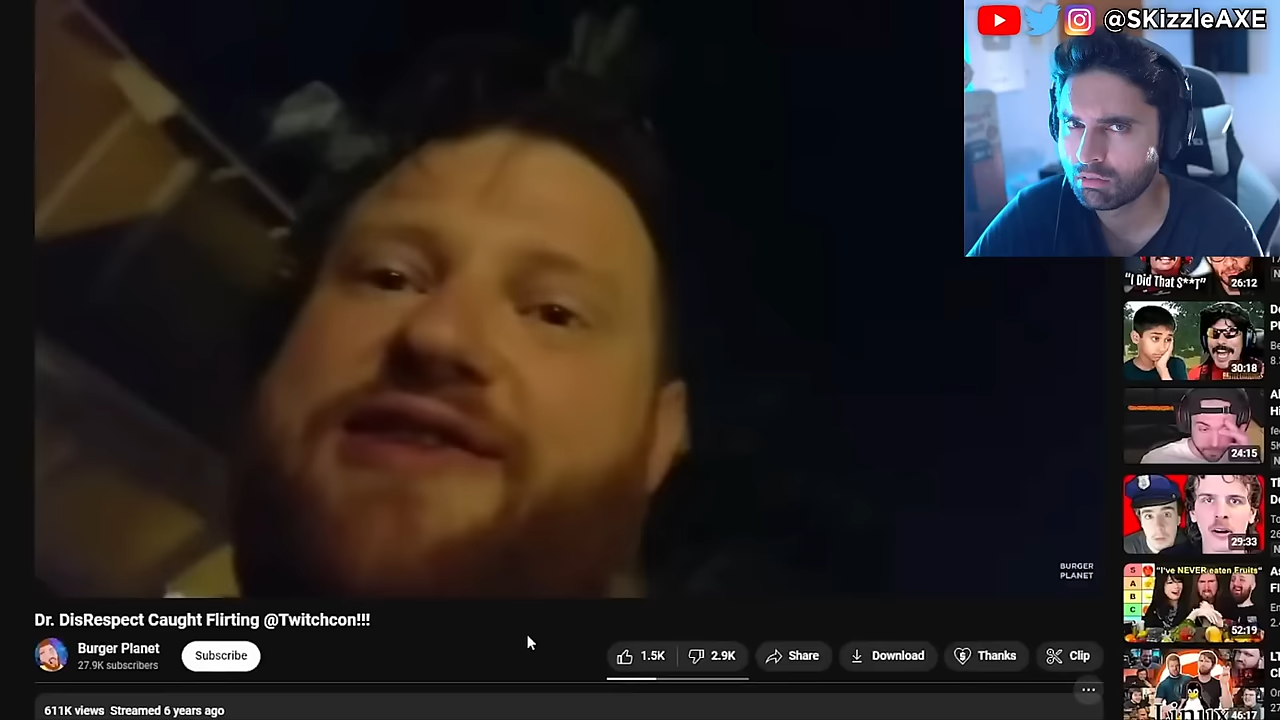 @SKizzleAXE
"I Did That S**T"
26:12
30:18
24:15
29:33
S "I've NEVER eaten Fruits"
A
B
C
52:19
Linux
46:17
BURGER
PLANET
Dr. DisRespect Caught Flirting @Twitchcon!!!
Burger Planet
27.9K subscribers
Subscribe
1.5K
2.9K
Share
Download
Thanks
Clip
611K views Streamed 6 years ago